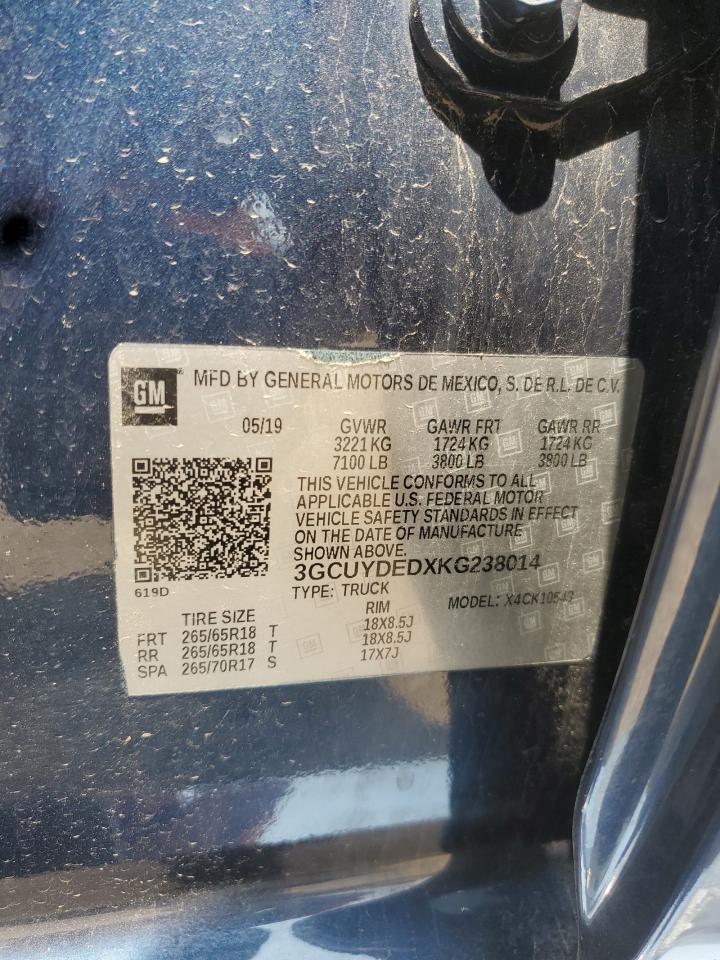 GM
MFD BY GENERAL MOTORS DE MEXICO, S. DE R.L. DE C.V.
05/19 GVWR GAWR FRT GAWR RR
3221 KG 1724 KG 1724 KG
7100 LB 3800 LB 3800 LB
THIS VEHICLE CONFORMS TO ALL
APPLICABLE U.S. FEDERAL MOTOR
VEHICLE SAFETY STANDARDS IN EFFECT
ON THE DATE OF MANUFACTURE
SHOWN ABOVE.
3GCUYDEDXKG238014
619D TYPE: TRUCK MODEL: X4CK10543
TIRE SIZE RIM
FRT 265/65R18 T 18X8.5J
RR 265/65R18 T 18X8.5J
SPA 265/70R17 S 17X7J